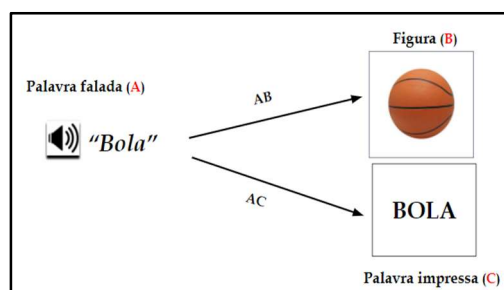 Figura (B)
Palavra falada (A)
AB
"Bola"
AC
BOLA
Palavra impressa (C)